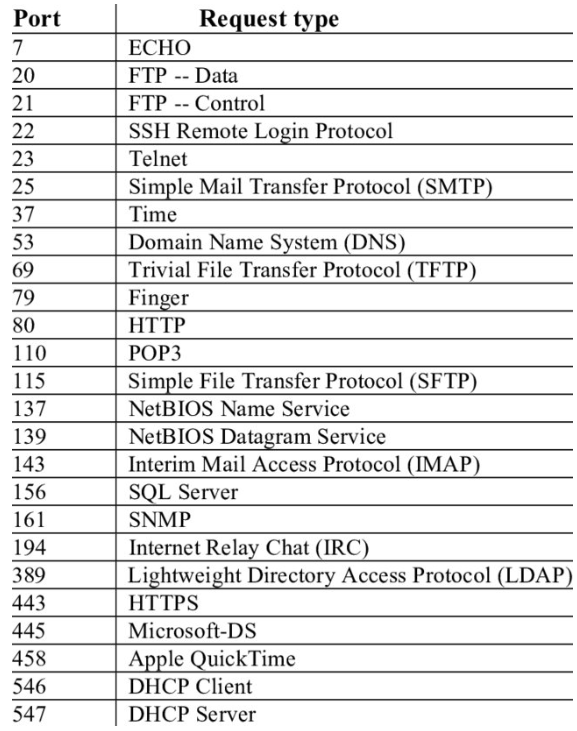 Port Request type
7 ECHO
20 FTP -- Data
21 FTP -- Control
22 SSH Remote Login Protocol
23 Telnet
25 Simple Mail Transfer Protocol (SMTP)
37 Time
53 Domain Name System (DNS)
69 Trivial File Transfer Protocol (TFTP)
79 Finger
80 HTTP
110 POP3
115 Simple File Transfer Protocol (SFTP)
137 NetBIOS Name Service
139 NetBIOS Datagram Service
143 Interim Mail Access Protocol (IMAP)
156 SQL Server
161 SNMP
194 Internet Relay Chat (IRC)
389 Lightweight Directory Access Protocol (LDAP)
443 HTTPS
445 Microsoft-DS
458 Apple QuickTime
546 DHCP Client
547 DHCP Server